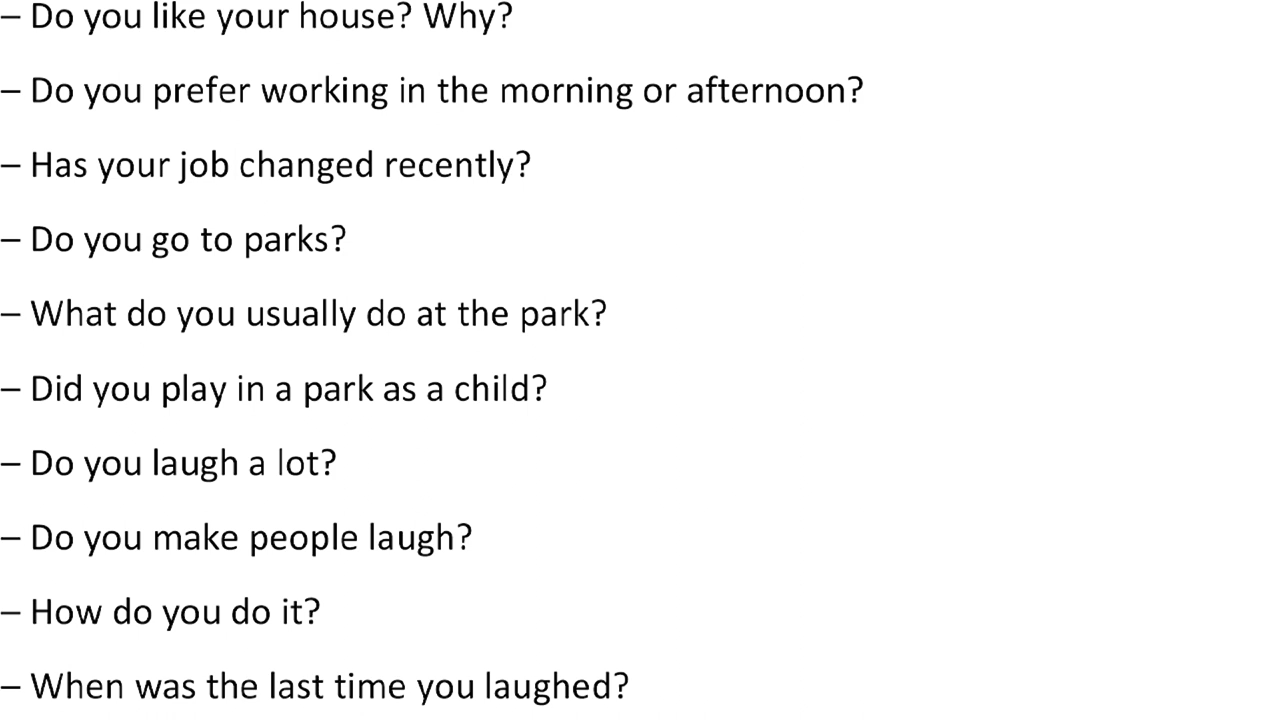 – Do you like your house? Why?
– Do you prefer working in the morning or afternoon?
– Has your job changed recently?
– Do you go to parks?
– What do you usually do at the park?
– Did you play in a park as a child?
– Do you laugh a lot?
– Do you make people laugh?
– How do you do it?
– When was the last time you laughed?